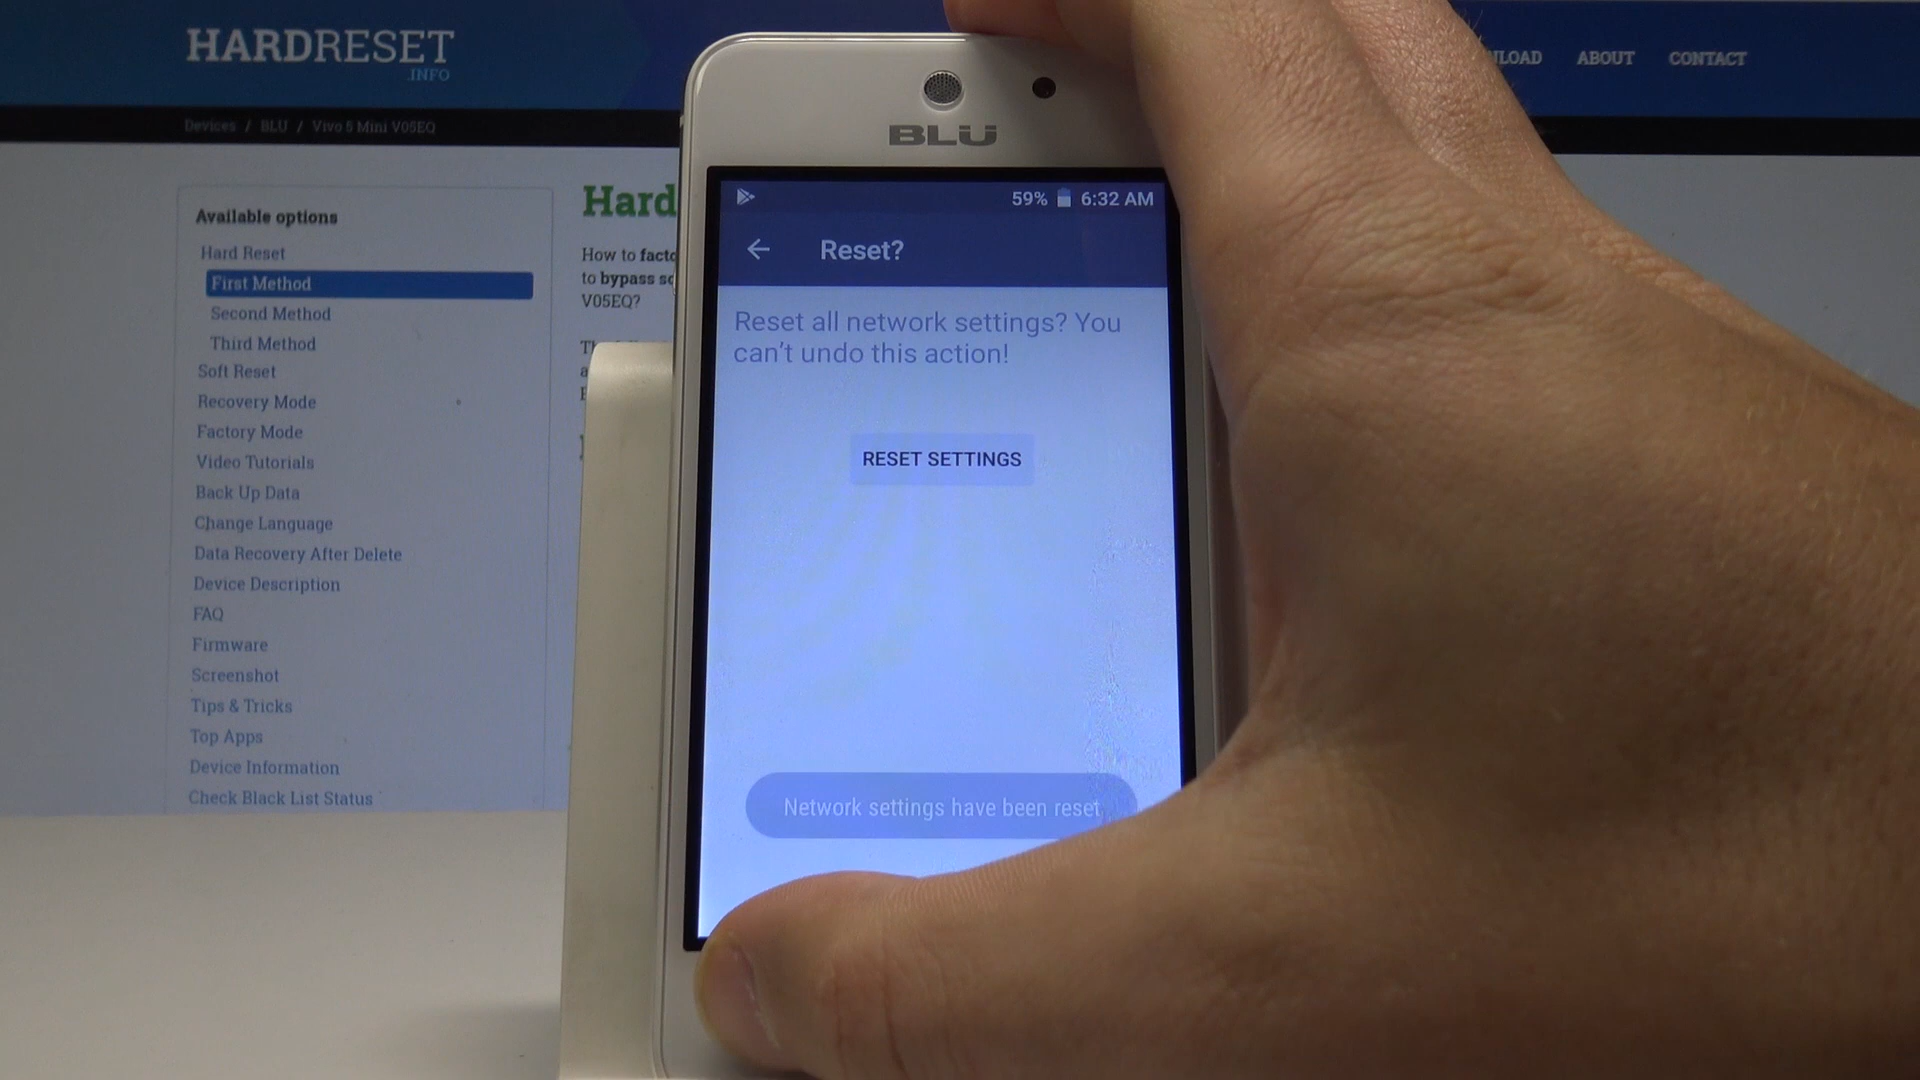 HARDRESET
.INFO
ABOUT
CONTACT
Devices / BLU / Vivo 5 Mini V05EQ
Available options
Hard Reset
First Method
Second Method
Third Method
Soft Reset
Recovery Mode
Factory Mode
Video Tutorials
Back Up Data
Change Language
Data Recovery After Delete
Device Description
FAQ
Firmware
Screenshot
Tips & Tricks
Top Apps
Device Information
Check Black List Status
Hard
How to
to bypass
V05EQ?
BLU
59% 6:32 AM
Reset?
Reset all network settings? You
can't undo this action!
RESET SETTINGS
Network settings have been reset